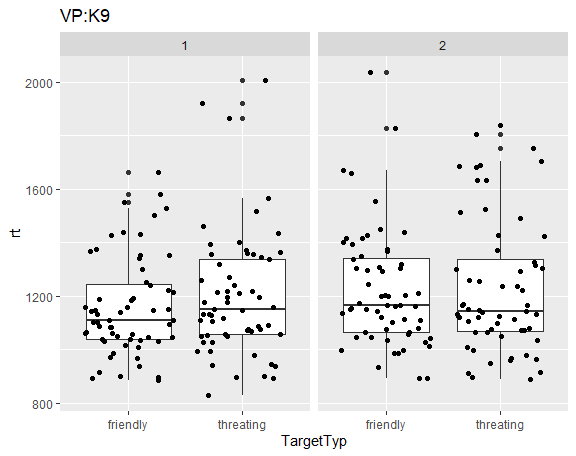 VP:K9
1
2
rt
2000
1600
1200
800
friendly
threating
friendly
threating
TargetTyp